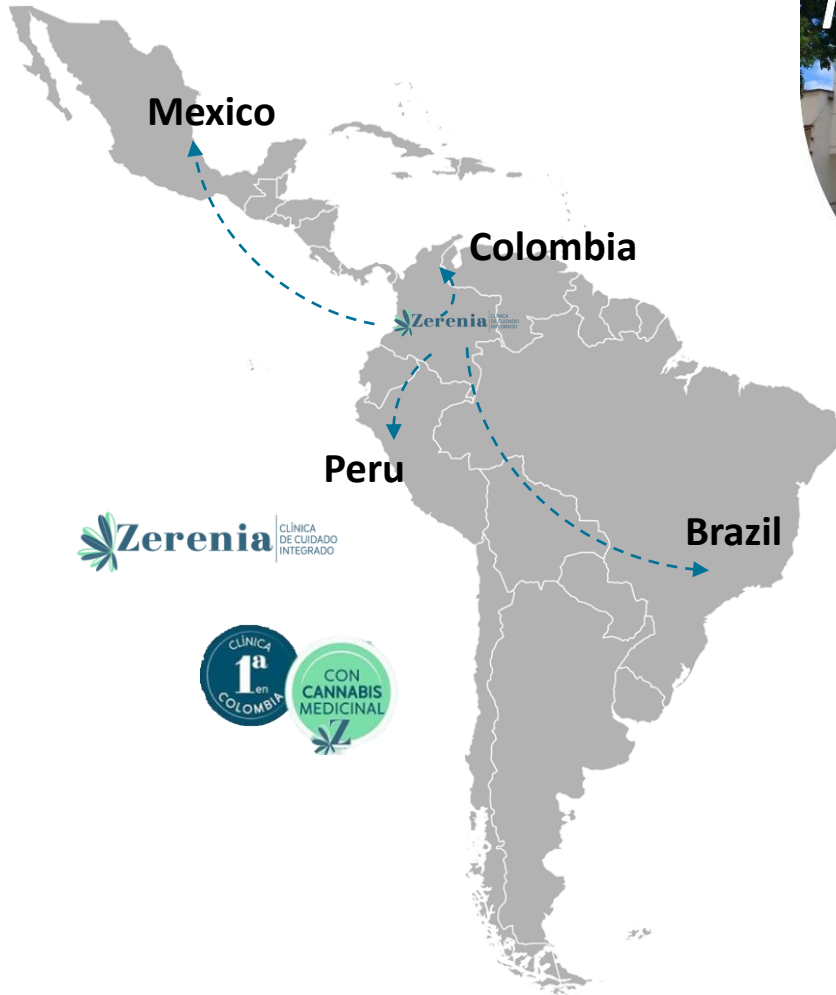 Mexico
Colombia
Zerenia
CLÍNICA
DE CUIDADO
INTEGRADO
Peru
Brazil
Zerenia
CLÍNICA
DE CUIDADO
INTEGRADO
CLÍNICA
1ª
en
COLOMBIA
CON
CANNABIS
MEDICINAL
Z